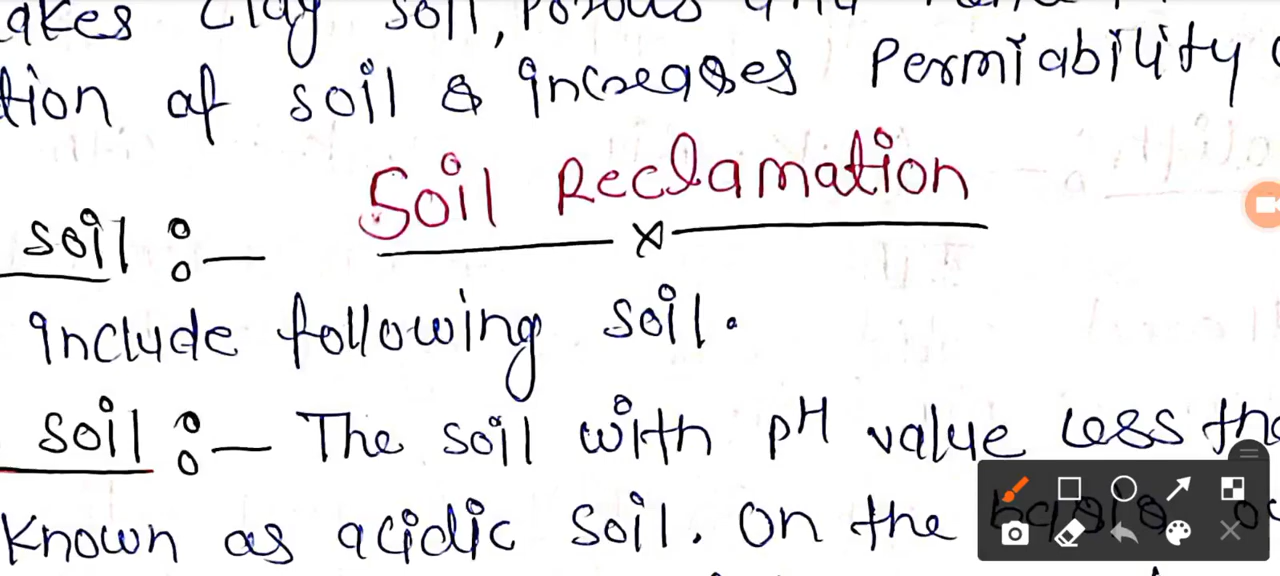 akes Clay soil, Porous and
tion of soil & increases Permiability
Soil Reclamation
soil :-
include following soil.
soil :- The soil with pH value Less tha
Known as acidic soil. On the basis